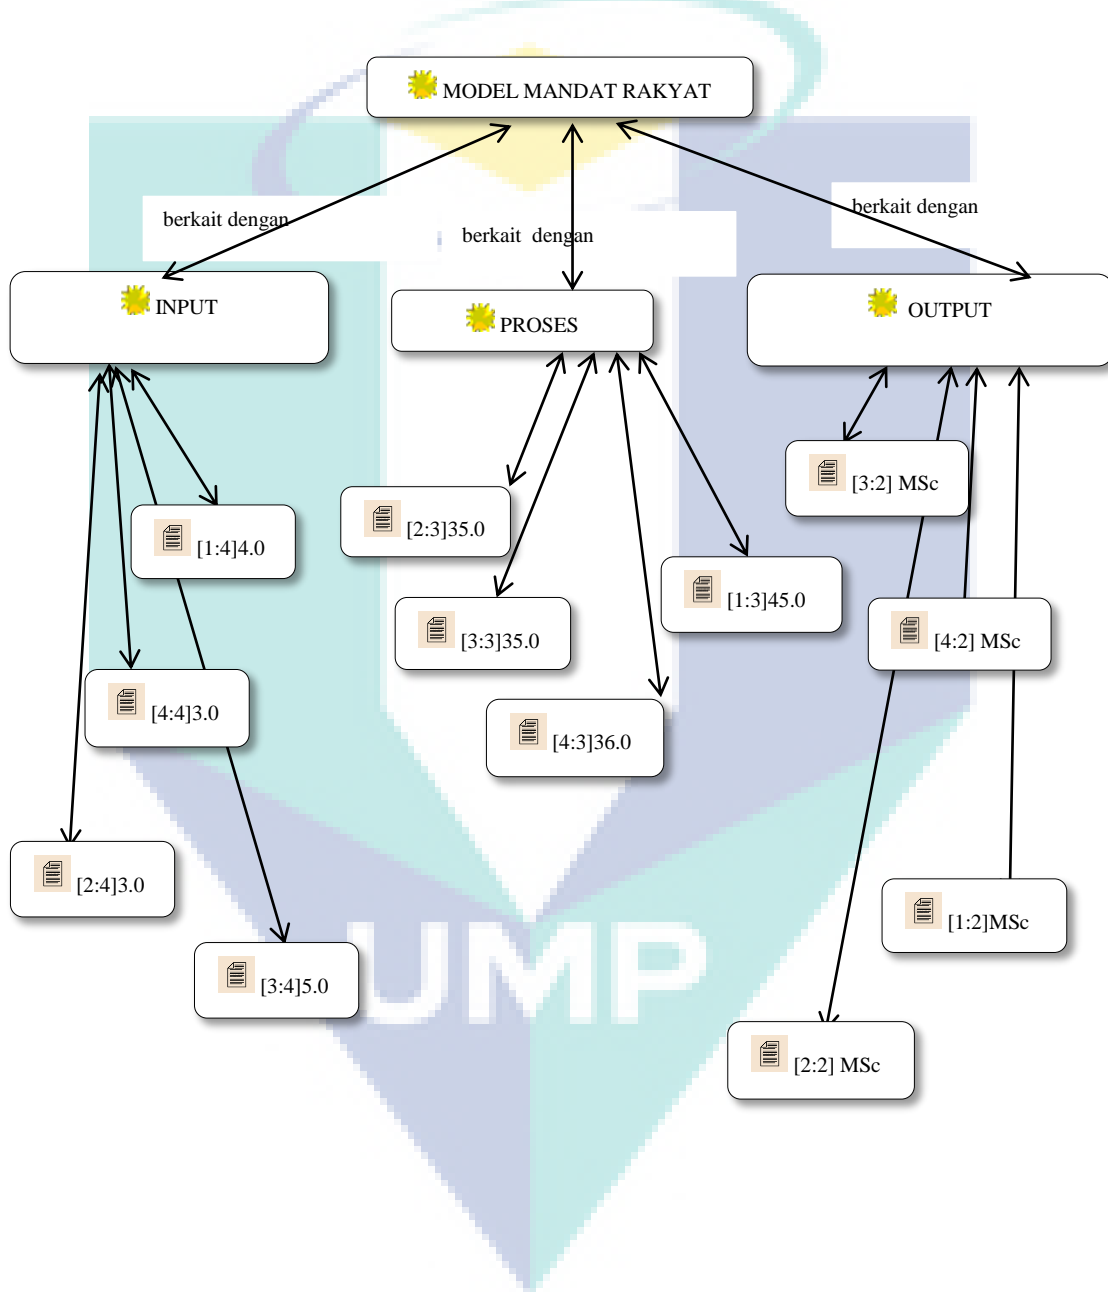 MODEL MANDAT RAKYAT
berkait dengan
berkait dengan
berkait dengan
INPUT
PROSES
OUTPUT
[3:2] MSc
[2:3]35.0
[1:4]4.0
[1:3]45.0
[3:3]35.0
[4:2] MSc
[4:4]3.0
[4:3]36.0
[2:4]3.0
[1:2]MSc
[3:4]5.0
[2:2] MSc
UMP